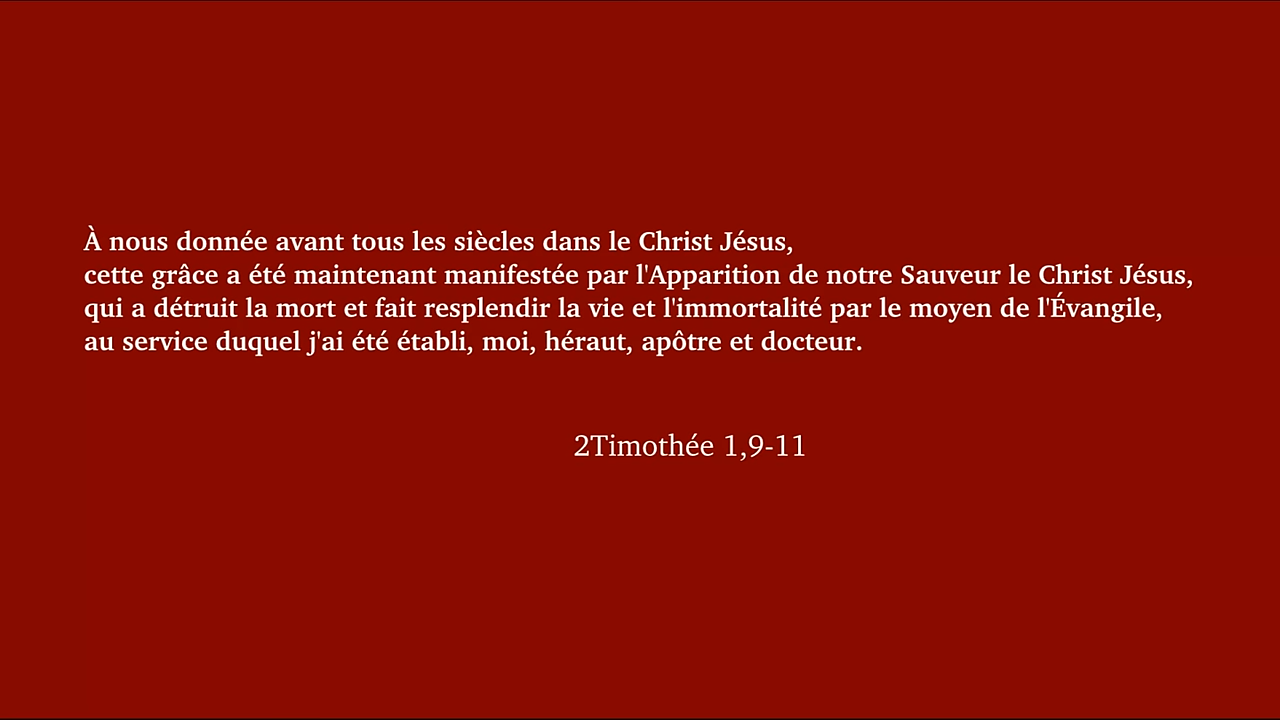 À nous donnée avant tous les siècles dans le Christ Jésus,
cette grâce a été maintenant manifestée par l'Apparition de notre Sauveur le Christ Jésus,
qui a détruit la mort et fait resplendir la vie et l'immortalité par le moyen de l'Évangile,
au service duquel j'ai été établi, moi, héraut, apôtre et docteur.
2Timothée 1,9-11